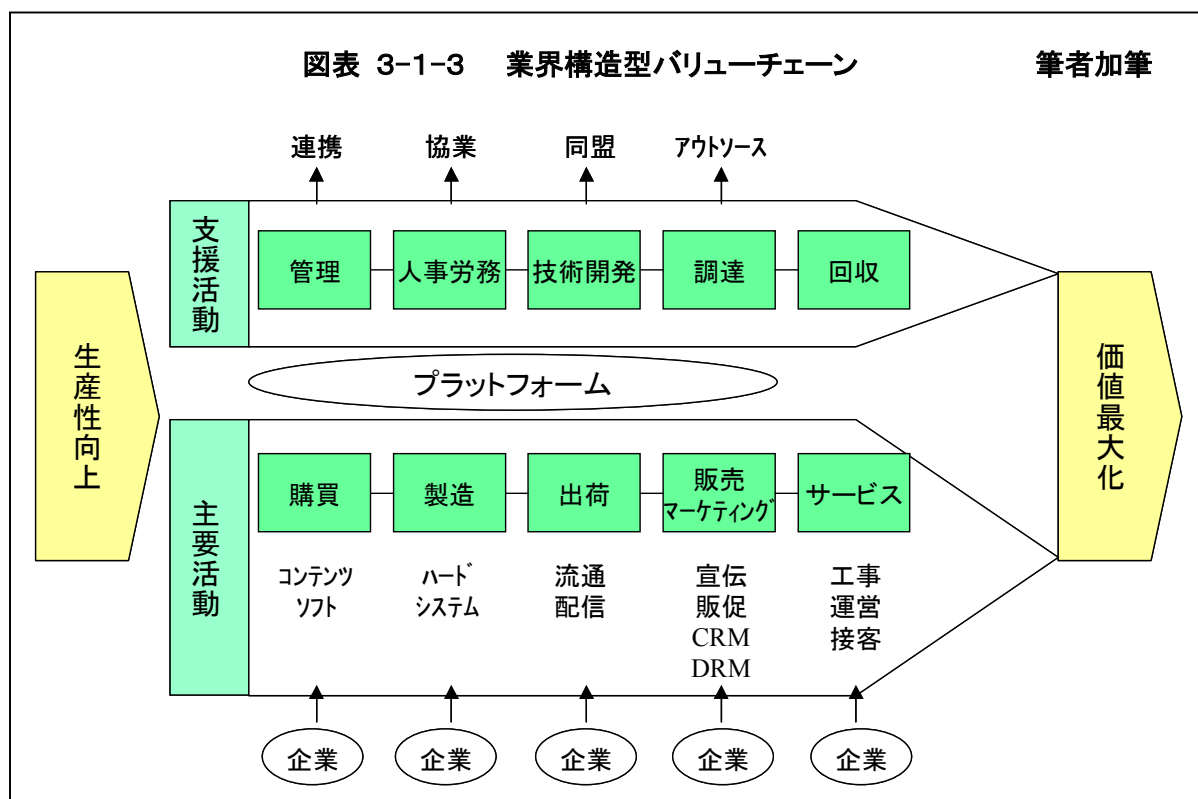 図表 3-1-3 業界構造型バリューチェーン 筆者加筆
連携 協業 同盟 アウトソース
支援活動
管理 人事労務 技術開発 調達 回収
生産性向上
プラットフォーム
価値最大化
主要活動
購買 製造 出荷 販売 サービス
マーケティング
コンテンツ ハード 流通 宣伝 工事
ソフト システム 配信 販促 運営
CRM 接客
DRM
企業 企業 企業 企業 企業